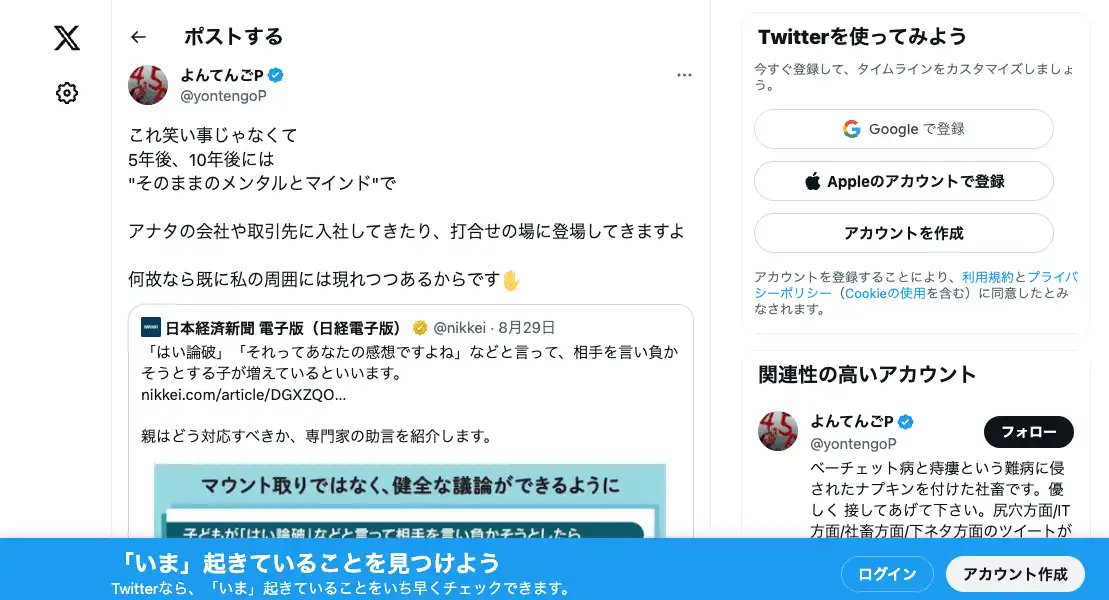 ポストする
よんてんごP
@yontengoP
これ笑い事じゃなくて
5年後、10年後には
"そのままのメンタルとマインド"で
アナタの会社や取引先に入社してきたり、打合せの場に登場してきますよ
何故なら既に私の周囲には現れつつあるからです✋
日本経済新聞 電子版（日経電子版） @nikkei · 8月29日
「はい論破」「それってあなたの感想ですよね」などと言って、相手を言い負か
そうとする子が増えているといいます。
nikkei.com/article/DGXZQO...
親はどう対応すべきか、専門家の助言を紹介します。
マウント取りではなく、健全な議論ができるように
子どもが「はい論破」などと言って相手を言い負かそうとしたら
Twitterを使ってみよう
今すぐ登録して、タイムラインをカスタマイズしましょ
う。
Google で登録
Appleのアカウントで登録
アカウントを作成
アカウントを登録することにより、利用規約とプライバ
シーポリシー（Cookieの使用を含む）に同意したとみ
なされます。
関連性の高いアカウント
よんてんごP
@yontengoP
フォロー
ベーチェット病と痔瘻という難病に侵
されたナプキンを付けた社畜です。優
しく 接してあげて下さい。尻穴方面/IT
方面/社畜方面/下ネタ方面のツイートが
「いま」起きていることを見つけよう
Twitterなら、「いま」起きていることをいち早くチェックできます。
ログイン
アカウント作成